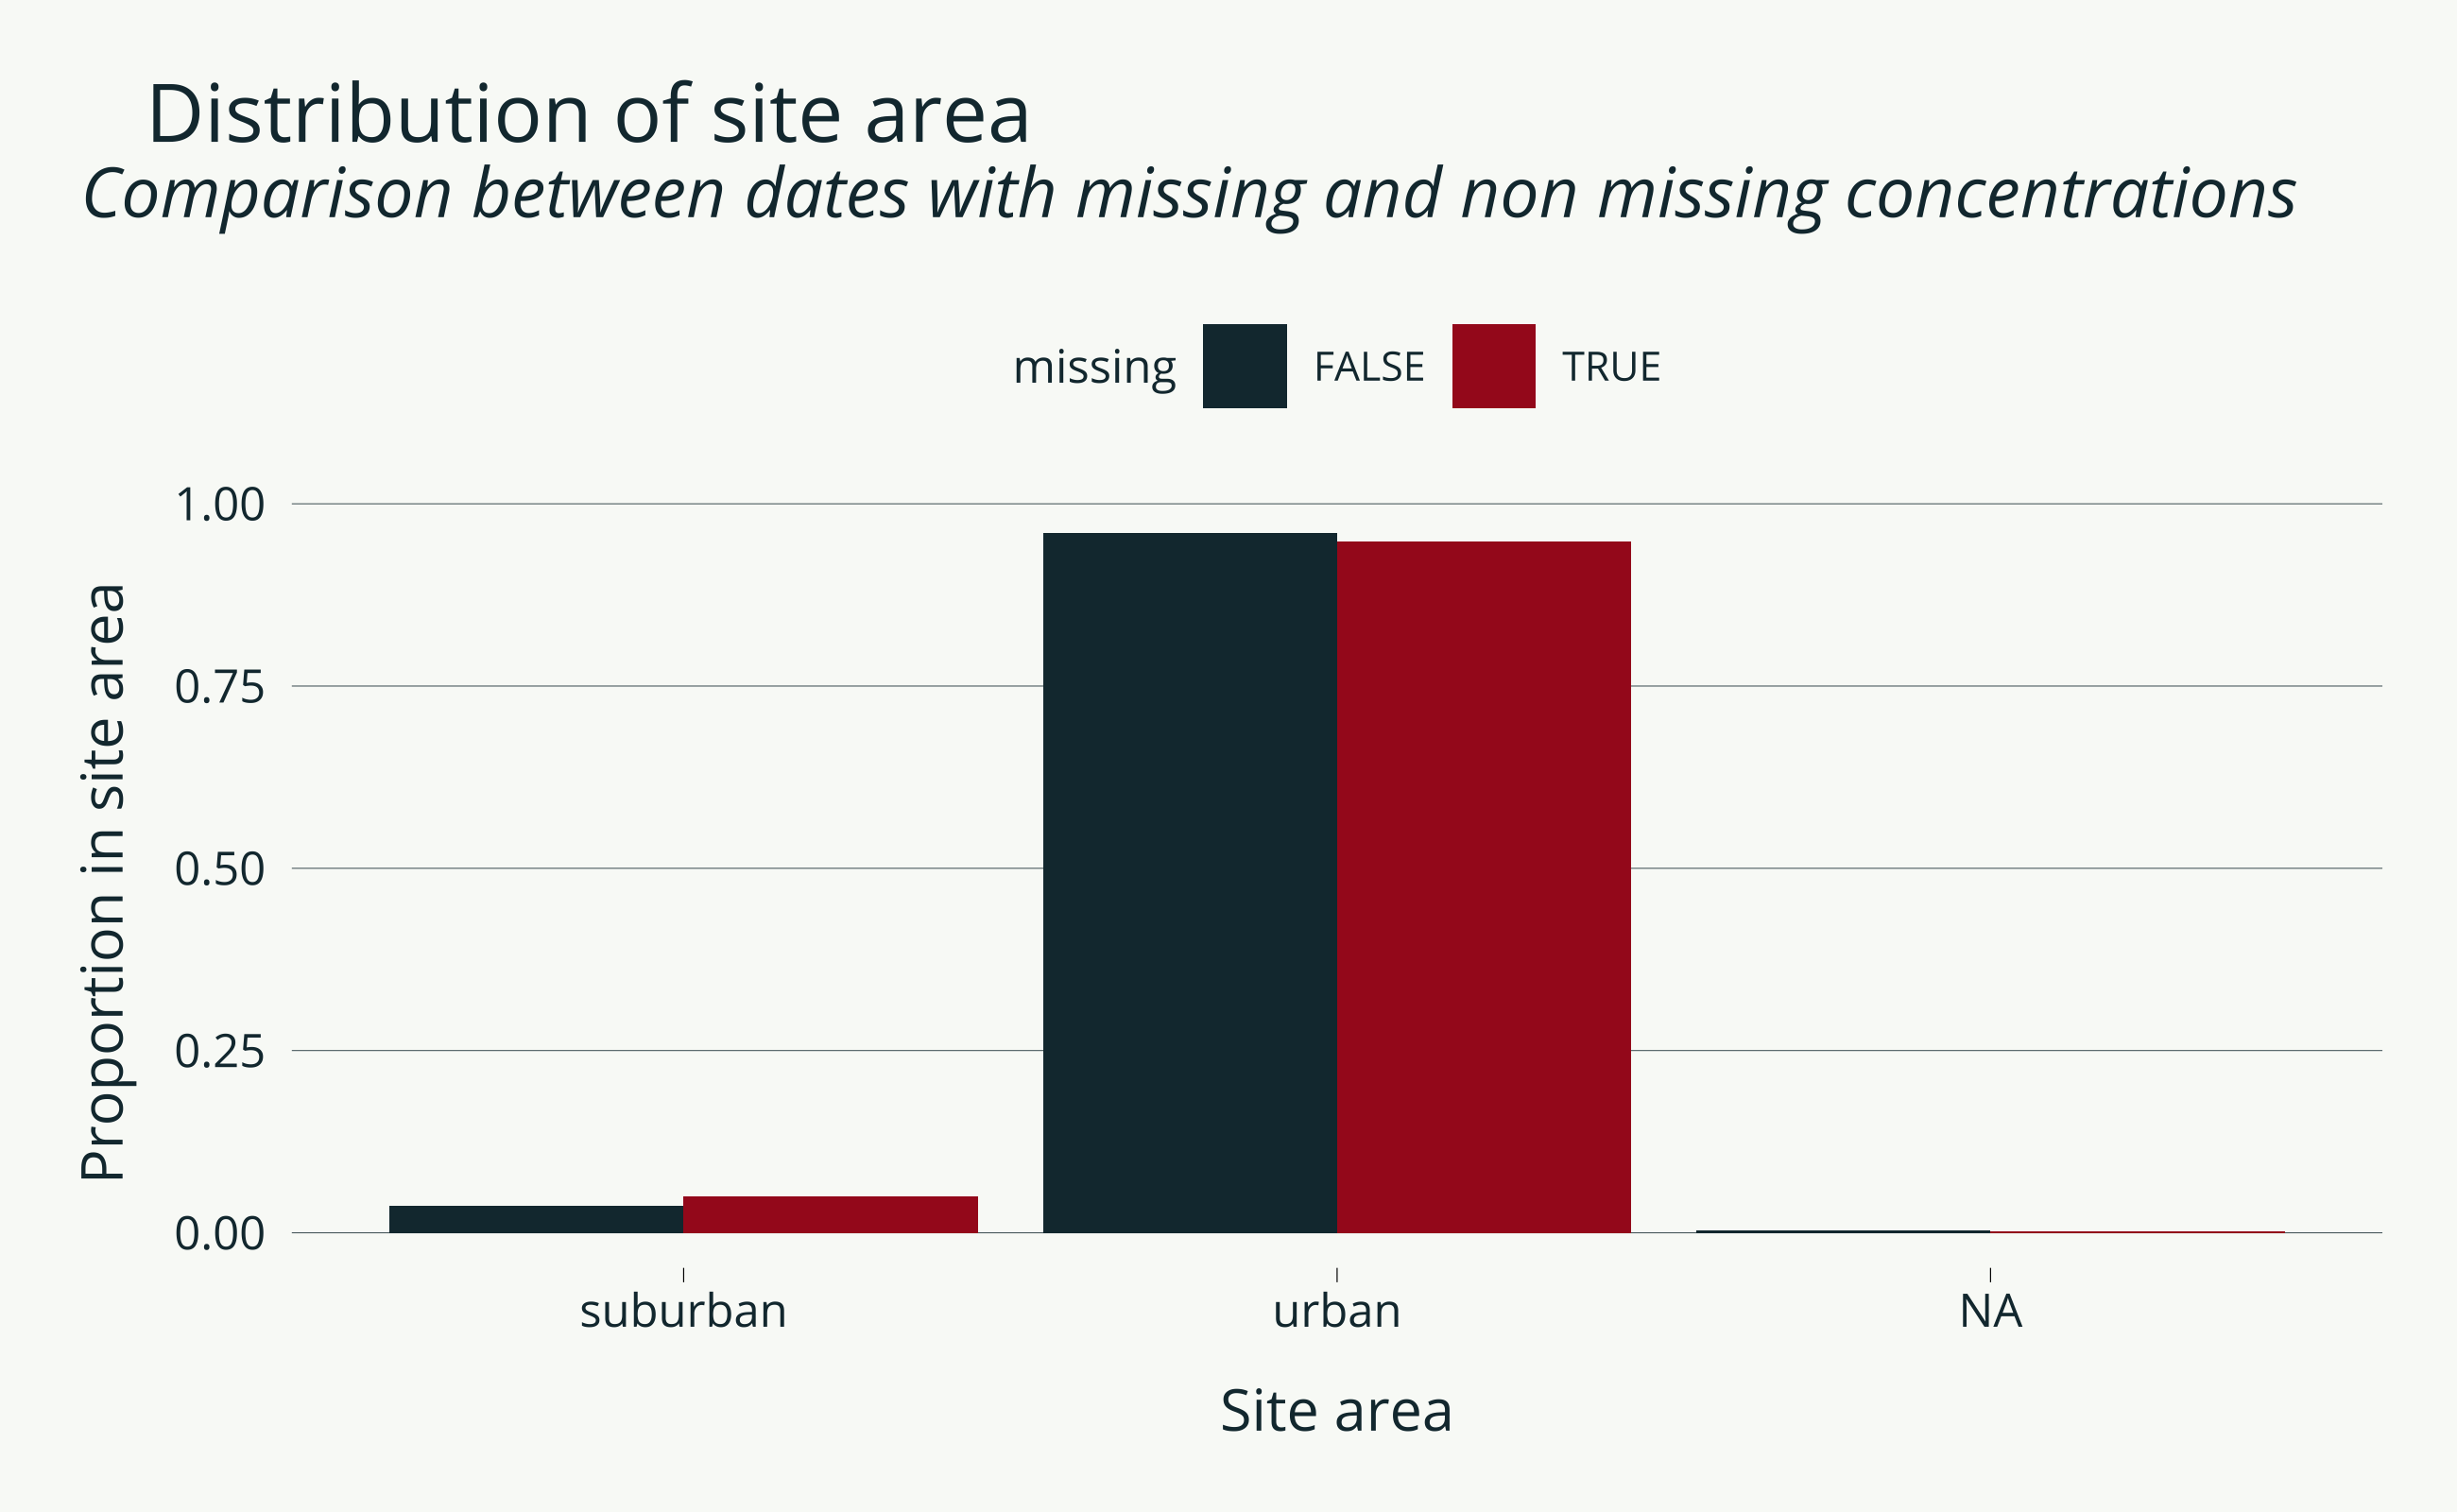 Distribution of site area
Comparison between dates with missing and non missing concentrations
missing FALSE TRUE
1.00
0.75
0.50
0.25
0.00
Proportion in site area
suburban urban NA
Site area